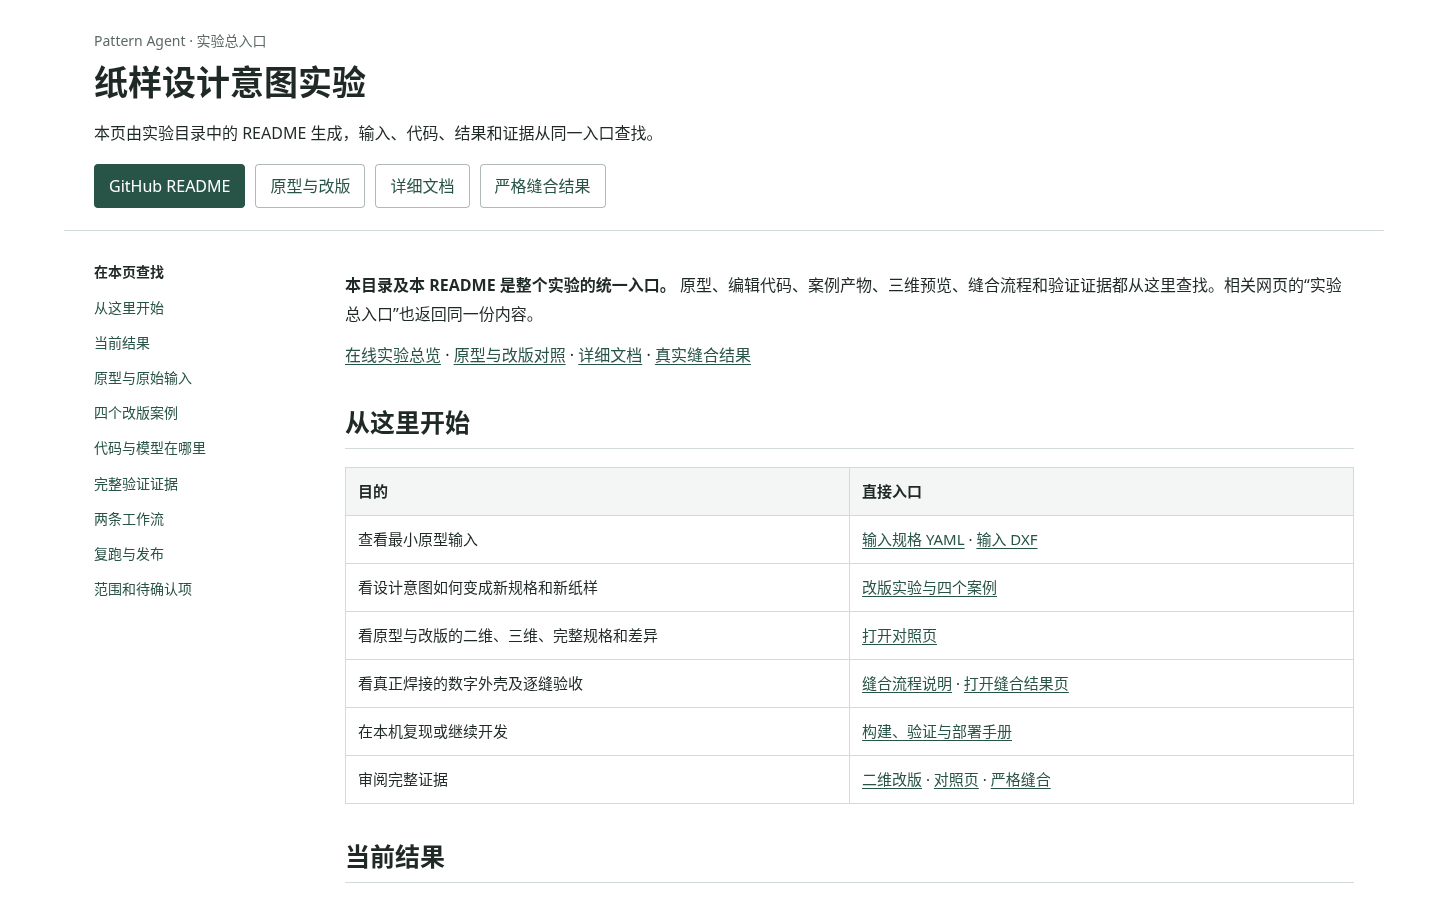 Pattern Agent · 实验总入口
纸样设计意图实验
本页由实验目录中的 README 生成，输入、代码、结果和证据从同一入口查找。
GitHub README 原型与改版 详细文档 严格缝合结果
在本页查找
从这里开始
当前结果
原型与原始输入
四个改版案例
代码与模型在哪里
完整验证证据
两条工作流
复跑与发布
范围和待确认项
本目录及本 README 是整个实验的统一入口。 原型、编辑代码、案例产物、三维预览、缝合流程和验证证据都从这里查找。相关网页的“实验
总入口”也返回同一份内容。
在线实验总览 · 原型与改版对照 · 详细文档 · 真实缝合结果
从这里开始
目的 直接入口
查看最小原型输入 输入规格 YAML · 输入 DXF
看设计意图如何变成新规格和新纸样 改版实验与四个案例
看原型与改版的二维、三维、完整规格和差异 打开对照页
看真正焊接的数字外壳及逐缝验收 缝合流程说明 · 打开缝合结果页
在本机复现或继续开发 构建、验证与部署手册
审阅完整证据 二维改版 · 对照页 · 严格缝合
当前结果